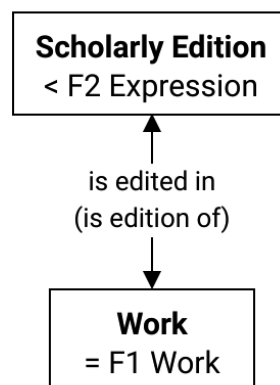 Scholarly Edition
< F2 Expression
is edited in
(is edition of)
Work
= F1 Work